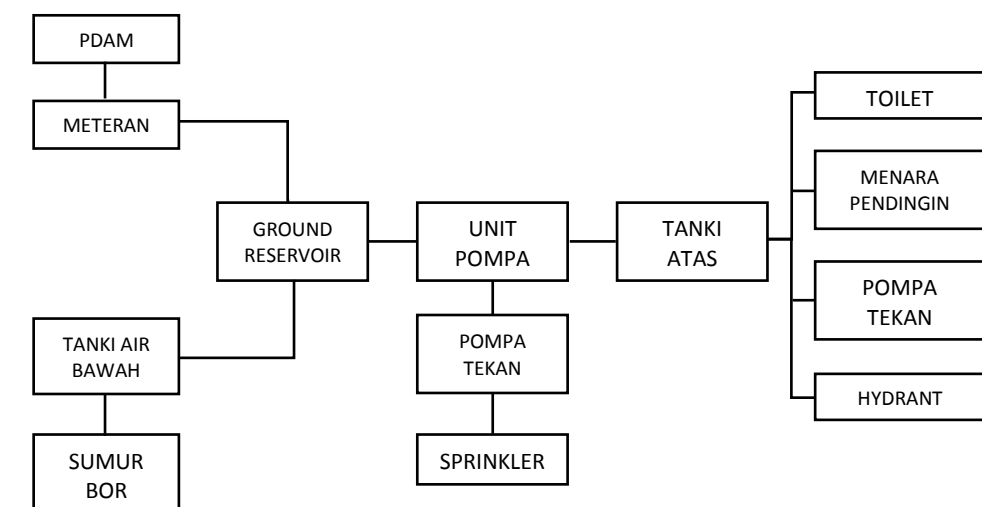 PDAM
METERAN
GROUND
RESERVOIR
TANKI AIR
BAWAH
SUMUR
BOR
UNIT
POMPA
POMPA
TEKAN
SPRINKLER
TANKI
ATAS
TOILET
MENARA
PENDINGIN
POMPA
TEKAN
HYDRANT